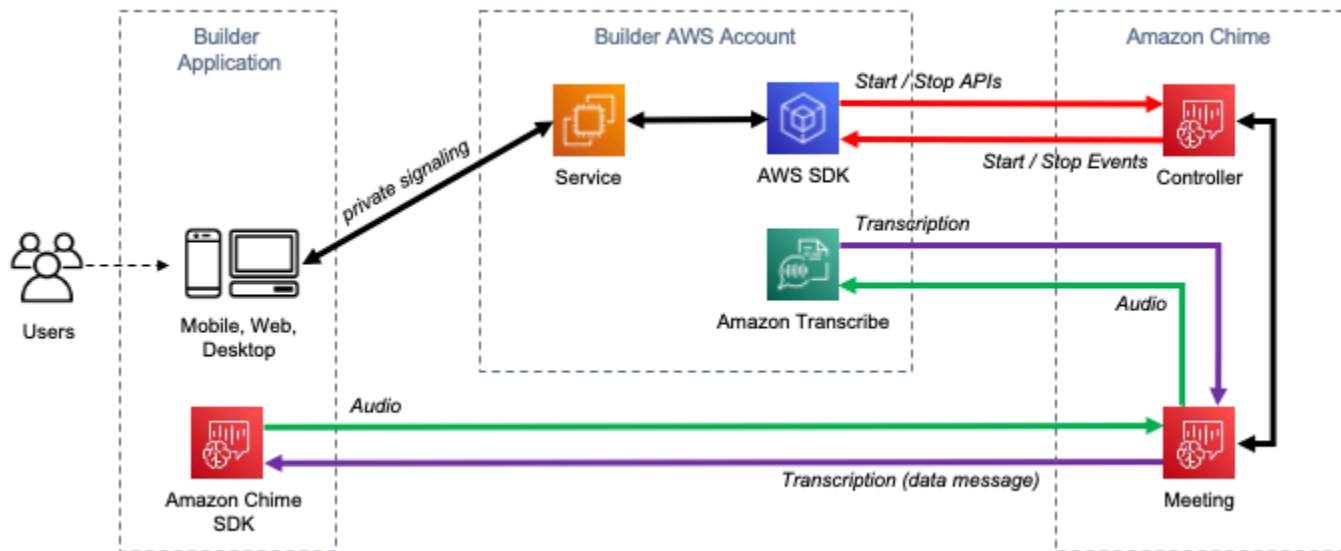 Builder
Application
Builder AWS Account
Amazon Chime
Start / Stop APIs
private signaling
Service
AWS SDK
Start / Stop Events
Controller
Transcription
Users
Mobile, Web,
Desktop
Amazon Transcribe
Audio
Audio
Transcription (data message)
Amazon Chime
SDK
Meeting